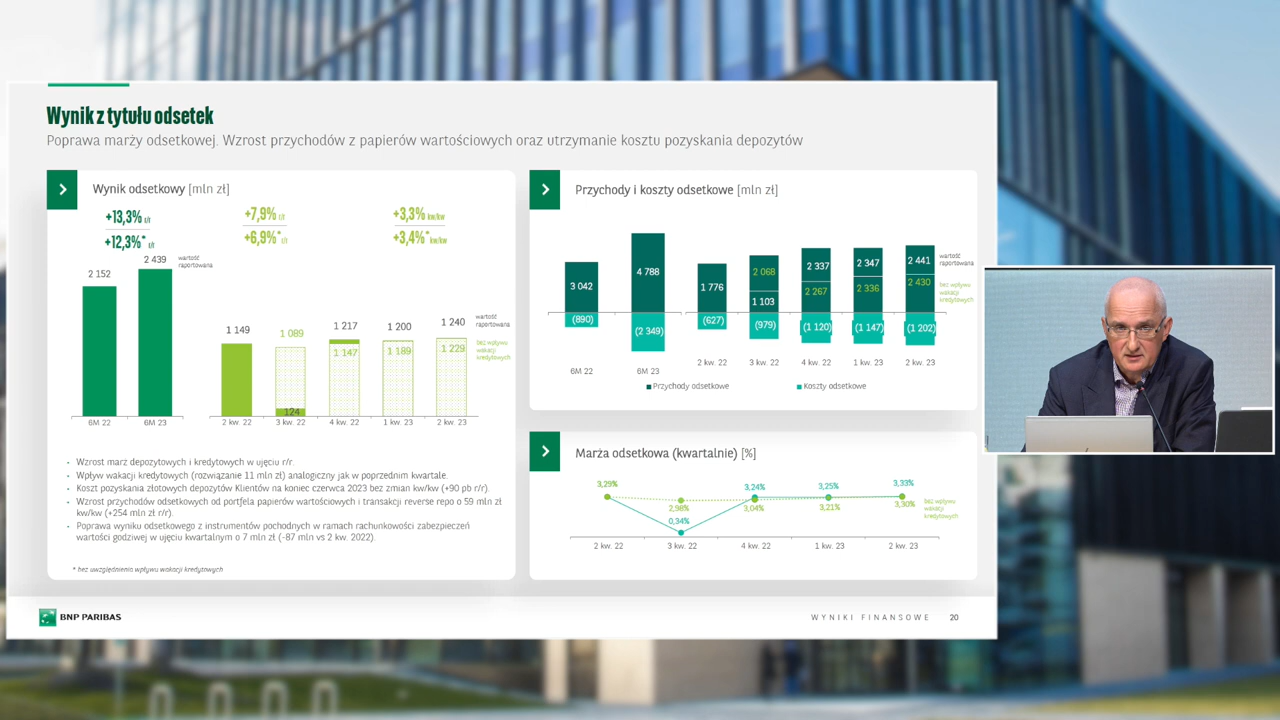 Wynik z tytułu odsetek
Poprawa marży odsetkowej. Wzrost przychodów z papierów wartościowych oraz utrzymanie kosztu pozyskania depozytów
Wynik odsetkowy [mln zł]
+13,3% r/r
+12,3%* r/r
+7,9% r/r
+6,9%* r/r
+3,3% kw/kw
+3,4%* kw/kw
2 152
2 439
wartość
raportowana
1 149
1 089
124
1 217
1 147
1 200
1 189
1 240
1 229
wartość
raportowana
bez wpływu
wakacji
kredytowych
6M 22
6M 23
2 kw. 22
3 kw. 22
4 kw. 22
1 kw. 23
2 kw. 23
• Wzrost marż depozytowych i kredytowych w ujęciu r/r
• Wpływ wakacji kredytowych (rozwiązanie 11 mln zł) analogiczny jak w poprzednim kwartale.
• Koszt pozyskania złotowych depozytów Klientów na koniec czerwca 2023 bez zmian kw/kw (+90 pb r/r).
• Wzrost przychodów odsetkowych od portfela papierów wartościowych i transakcji reverse repo o 59 mln zł
kw/kw (+254 mln zł r/r).
• Poprawa wyniku odsetkowego z instrumentów pochodnych w ramach rachunkowości zabezpieczeń
wartości godziwej w ujęciu kwartalnym o 7 mln zł (-87 mln vs 2 kw. 2022).
* bez uwzględnienia wpływu wakacji kredytowych
Przychody i koszty odsetkowe [mln zł]
3 042
(890)
4 788
(2 349)
1 776
(627)
2 068
1 103
(979)
2 337
2 267
(1 120)
2 347
2 336
(1 147)
2 441
2 430
(1 202)
wartość
raportowana
bez wpływu
wakacji
kredytowych
6M 22
6M 23
2 kw. 22
3 kw. 22
4 kw. 22
1 kw. 23
2 kw. 23
Przychody odsetkowe
Koszty odsetkowe
Marża odsetkowa (kwartalnie) [%]
3,29%
2,98%
0,34%
3,24%
3,04%
3,25%
3,21%
3,33%
3,30%
bez wpływu
wakacji
kredytowych
2 kw. 22
3 kw. 22
4 kw. 22
1 kw. 23
2 kw. 23
BNP PARIBAS
WYNIKI FINANSOWE 20